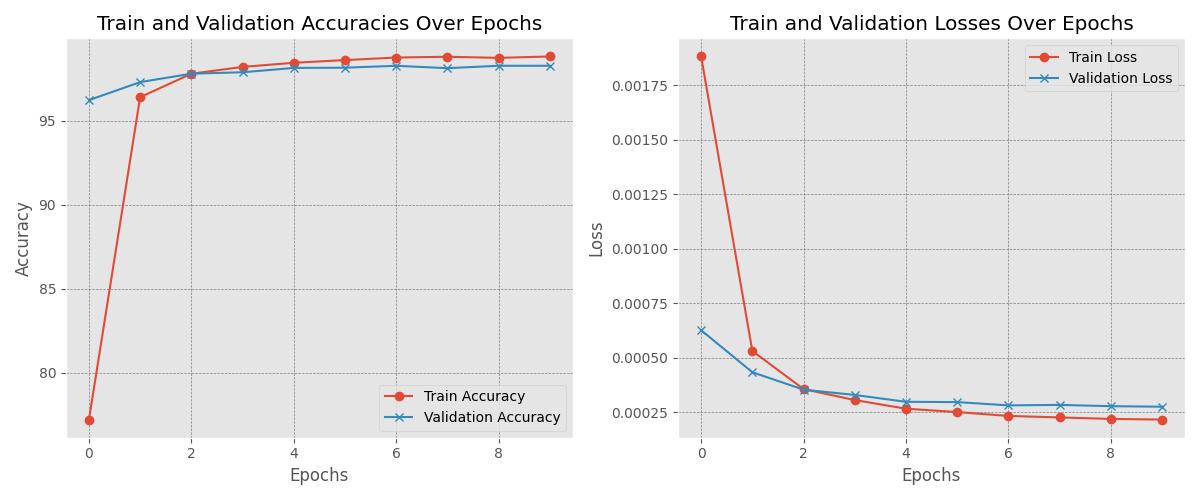 Train and Validation Accuracies Over Epochs
Accuracy
95
90
85
80
0 2 4 6 8
Epochs
Train Accuracy
Validation Accuracy
Train and Validation Losses Over Epochs
Loss
0.00175
0.00150
0.00125
0.00100
0.00075
0.00050
0.00025
0 2 4 6 8
Epochs
Train Loss
Validation Loss